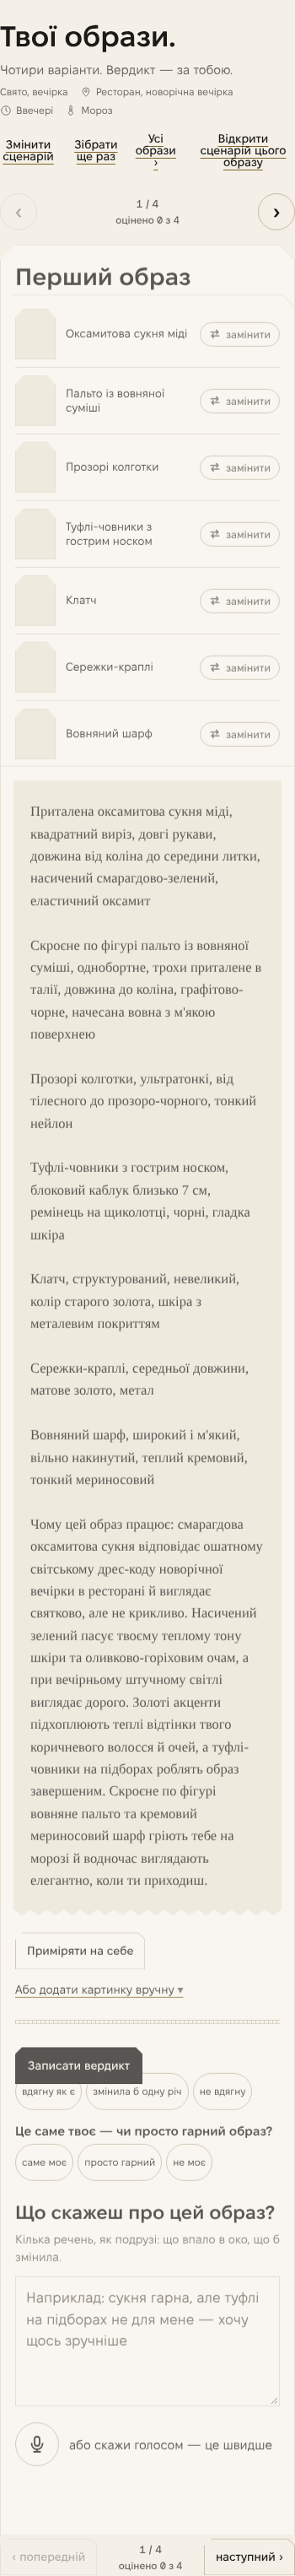 Твої образи.
Чотири варіанти. Вердикт — за тобою.
Свято, вечірка Ресторан, новорічна вечірка
Ввечері Мороз
Змінити
сценарій
Зібрати
ще раз
Усі
образи
›
Відкрити
сценарій цього
образу
‹
1 / 4
оцінено 0 з 4
›
Перший образ
Оксамитова сукня міді
замінити
Пальто із вовняної
суміші
замінити
Прозорі колготки
замінити
Туфлі-човники з
гострим носком
замінити
Клатч
замінити
Сережки-краплі
замінити
Вовняний шарф
замінити
Приталена оксамитова сукня міді,
квадратний виріз, довгі рукави,
довжина від коліна до середини литки,
насичений смарагдово-зелений,
еластичний оксамит
Скроєне по фігурі пальто із вовняної
суміші, однобортне, трохи приталене в
талії, довжина до коліна, графітово-
чорне, начесана вовна з м'якою
поверхнею
Прозорі колготки, ультратонкі, від
тілесного до прозоро-чорного, тонкий
нейлон
Туфлі-човники з гострим носком,
блоковий каблук близько 7 см,
ремінець на щиколотці, чорні, гладка
шкіра
Клатч, структурований, невеликий,
колір старого золота, шкіра з
металевим покриттям
Сережки-краплі, середньої довжини,
матове золото, метал
Вовняний шарф, широкий і м'який,
вільно накинутий, теплий кремовий,
тонкий мериносовий
Чому цей образ працює: смарагдова
оксамитова сукня відповідає ошатному
світському дрес-коду новорічної
вечірки в ресторані й виглядає
святково, але не крикливо. Насичений
зелений пасує твоєму теплому тону
шкіри та оливково-горіховим очам, а
при вечірньому штучному світлі
виглядає дорого. Золоті акценти
підхоплюють теплі відтінки твого
коричневого волосся й очей, а туфлі-
човники на підборах роблять образ
завершеним. Скроєне по фігурі
вовняне пальто та кремовий
мериносовий шарф гріють тебе на
морозі й водночас виглядають
елегантно, коли ти приходиш.
Приміряти на себе
Або додати картинку вручну ▾
Записати вердикт
вдягну як є
змінила б одну річ
не вдягну
Це саме твоє — чи просто гарний образ?
саме моє
просто гарний
не моє
Що скажеш про цей образ?
Кілька речень, як подрузі: що впало в око, що б
змінила.
Наприклад: сукня гарна, але туфлі
на підборах не для мене — хочу
щось зручніше
або скажи голосом — це швидше
‹ попередній
1 / 4
оцінено 0 з 4
наступний ›